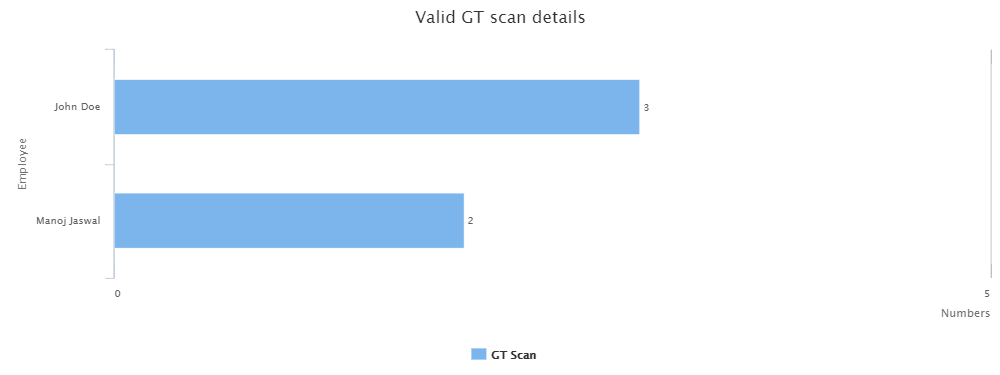 Valid GT scan details
Employee
John Doe
3
Manoj Jaswal
2
0
5
Numbers
GT Scan